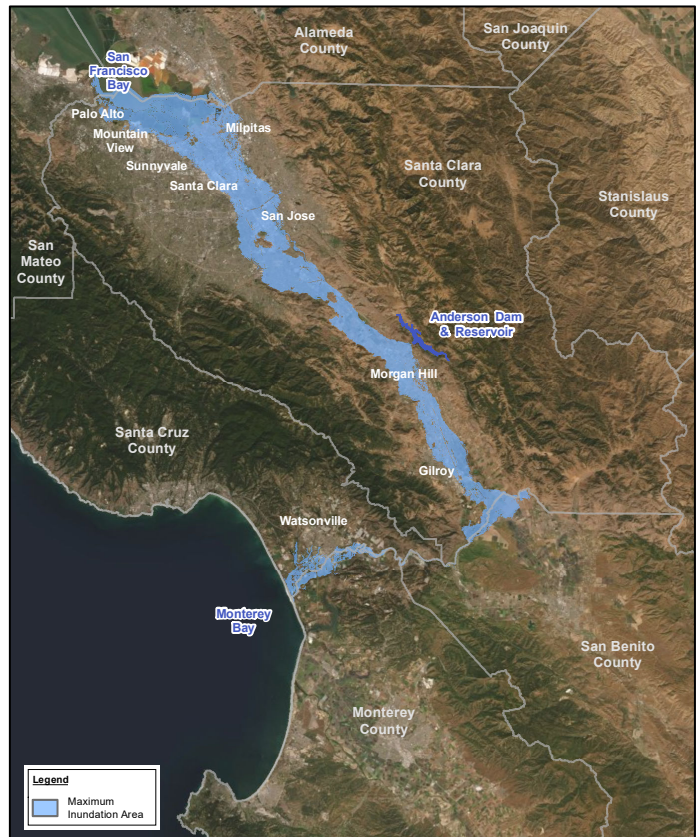 Alameda
County
San Joaquin
County
San
Francisco
Bay
Palo Alto
Mountain
View
Milpitas
Sunnyvale
Santa Clara
Santa Clara
County
Stanislaus
County
San Jose
San
Mateo
County
Anderson Dam
& Reservoir
Morgan Hill
Santa Cruz
County
Gilroy
Watsonville
Monterey
Bay
San Benito
County
Monterey
County
Legend
Maximum
Inundation Area